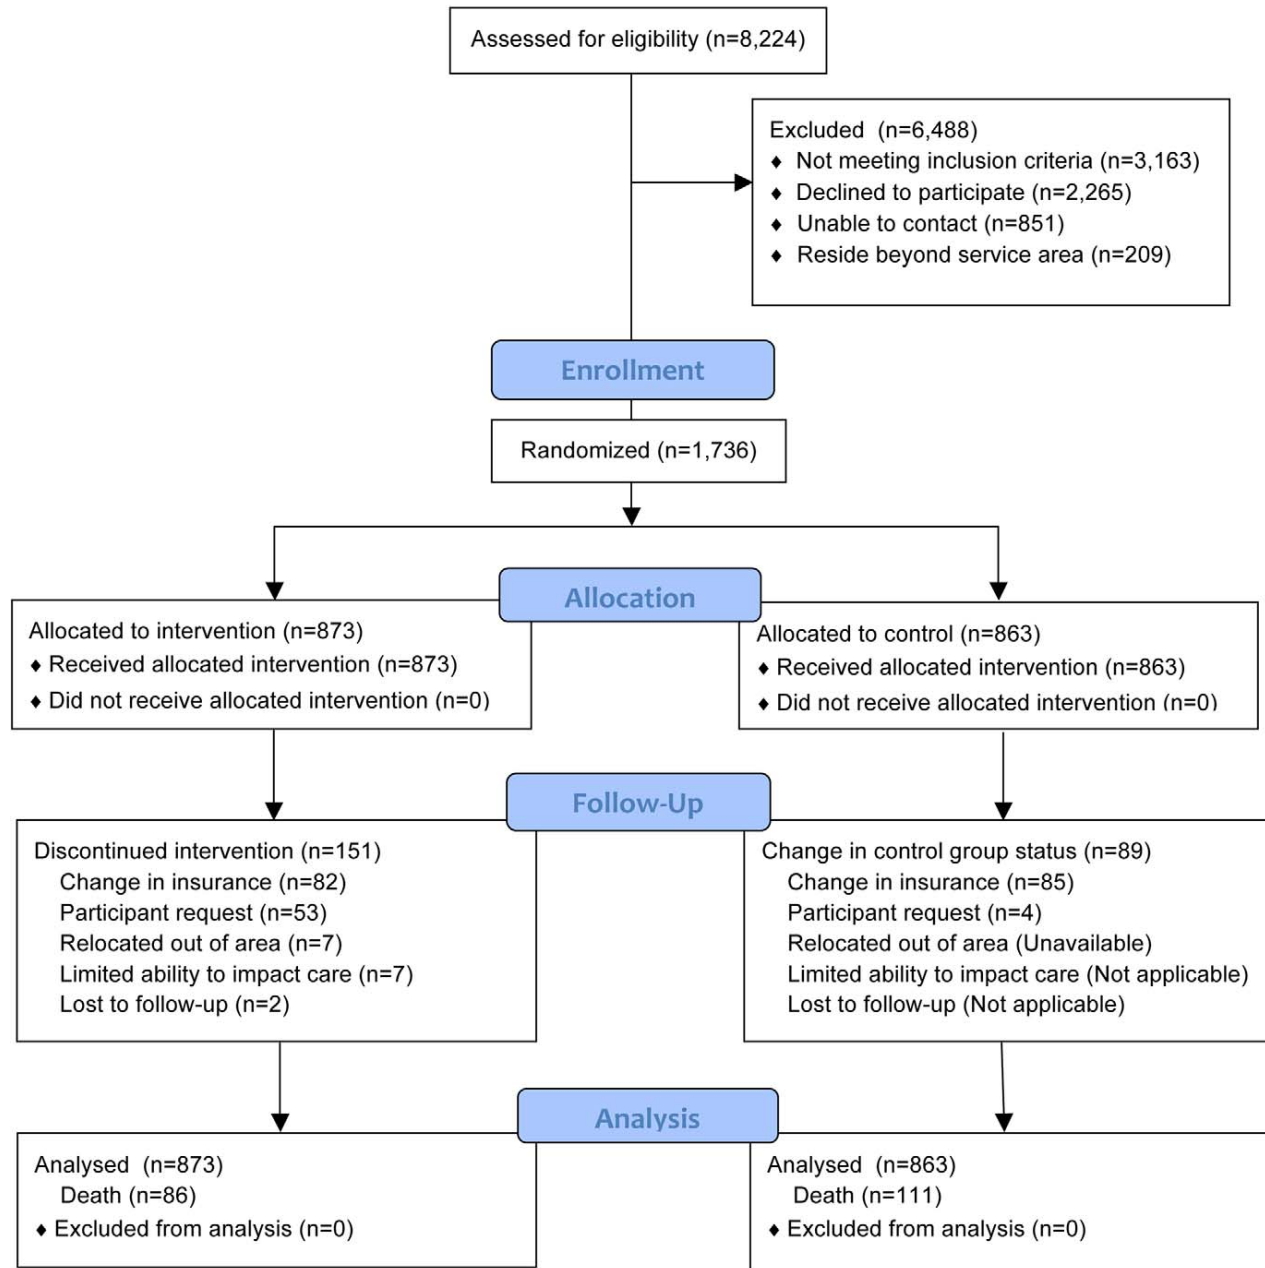 Assessed for eligibility (n=8,224)
Excluded  (n=6,488)
♦ Not meeting inclusion criteria (n=3,163)
♦ Declined to participate (n=2,265)
♦ Unable to contact (n=851)
♦ Reside beyond service area (n=209)
Enrollment
Randomized (n=1,736)
Allocation
Allocated to intervention (n=873)
♦ Received allocated intervention (n=873)
♦ Did not receive allocated intervention (n=0)
Allocated to control (n=863)
♦ Received allocated intervention (n=863)
♦ Did not receive allocated intervention (n=0)
Follow-Up
Discontinued intervention (n=151)
Change in insurance (n=82)
Participant request (n=53)
Relocated out of area (n=7)
Limited ability to impact care (n=7)
Lost to follow-up (n=2)
Change in control group status (n=89)
Change in insurance (n=85)
Participant request (n=4)
Relocated out of area (Unavailable)
Limited ability to impact care (Not applicable)
Lost to follow-up (Not applicable)
Analysis
Analysed  (n=873)
Death (n=86)
♦ Excluded from analysis (n=0)
Analysed  (n=863)
Death (n=111)
♦ Excluded from analysis (n=0)